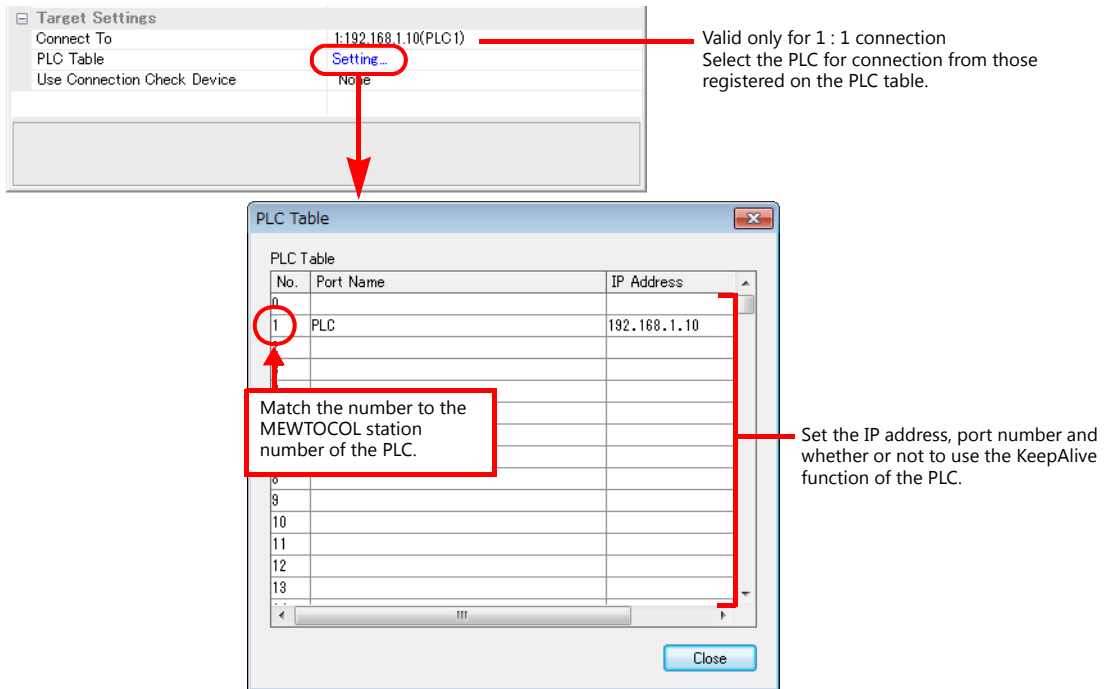 Target Settings
Connect To 1:192.168.1.10(PLC1)
PLC Table Setting...
Use Connection Check Device None
Valid only for 1 : 1 connection
Select the PLC for connection from those
registered on the PLC table.
PLC Table
PLC Table
No. Port Name IP Address
0
1 PLC 192.168.1.10
Match the number to the
MEWTOCOL station
number of the PLC.
8
9
10
11
12
13
Set the IP address, port number and
whether or not to use the KeepAlive
function of the PLC.
Close